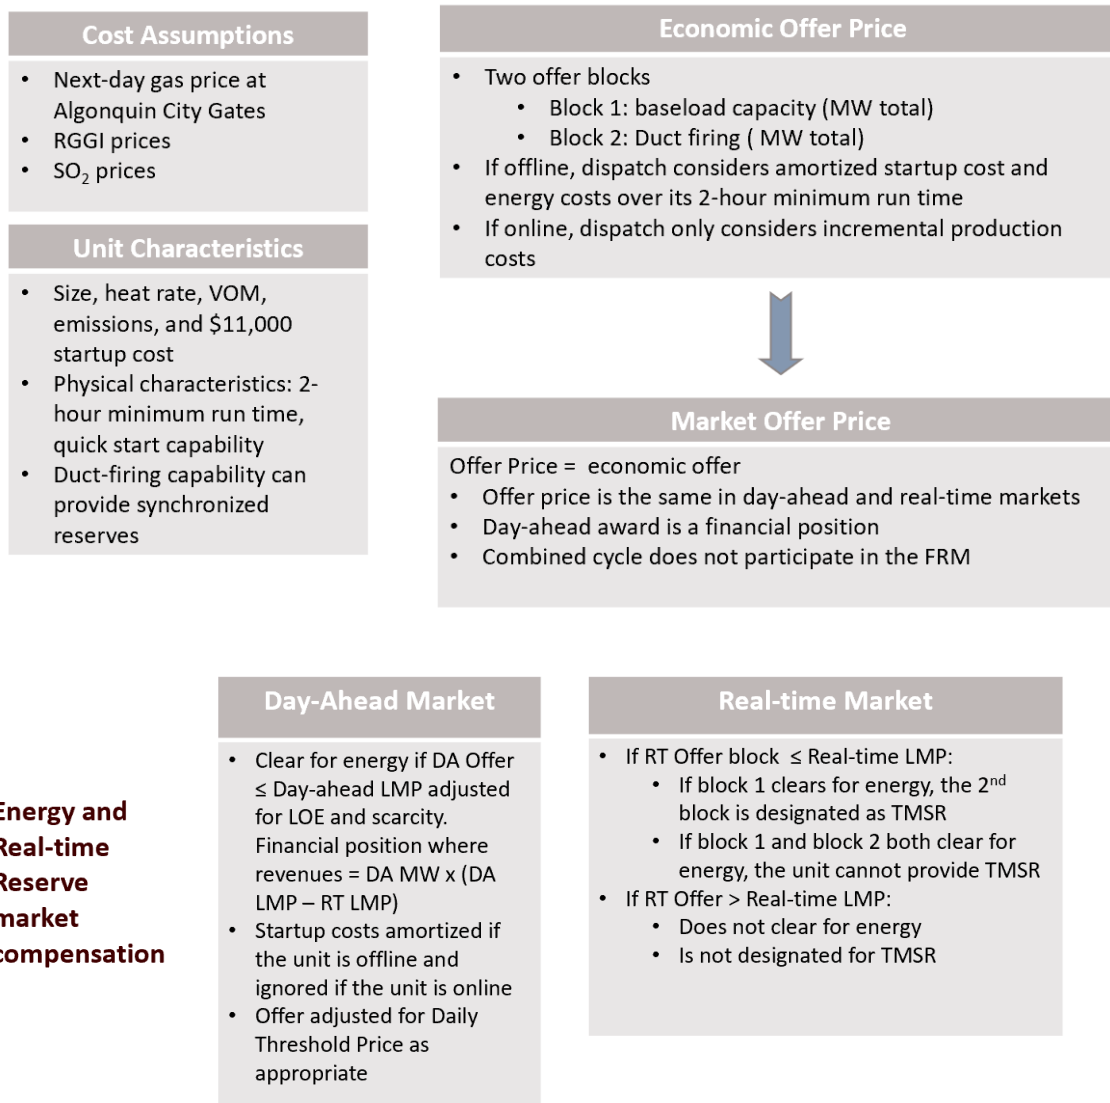 Cost Assumptions
• Next-day gas price at
Algonquin City Gates
• RGGI prices
• SO2 prices
Unit Characteristics
• Size, heat rate, VOM,
emissions, and $11,000
startup cost
• Physical characteristics: 2-
hour minimum run time,
quick start capability
• Duct-firing capability can
provide synchronized
reserves
Economic Offer Price
• Two offer blocks
• Block 1: baseload capacity (MW total)
• Block 2: Duct firing ( MW total)
• If offline, dispatch considers amortized startup cost and
energy costs over its 2-hour minimum run time
• If online, dispatch only considers incremental production
costs
Market Offer Price
Offer Price = economic offer
• Offer price is the same in day-ahead and real-time markets
• Day-ahead award is a financial position
• Combined cycle does not participate in the FRM
Energy and
Real-time
Reserve
market
compensation
Day-Ahead Market
• Clear for energy if DA Offer
≤ Day-ahead LMP adjusted
for LOE and scarcity.
Financial position where
revenues = DA MW x (DA
LMP – RT LMP)
• Startup costs amortized if
the unit is offline and
ignored if the unit is online
• Offer adjusted for Daily
Threshold Price as
appropriate
Real-time Market
• If RT Offer block ≤ Real-time LMP:
• If block 1 clears for energy, the 2nd
block is designated as TMSR
• If block 1 and block 2 both clear for
energy, the unit cannot provide TMSR
• If RT Offer > Real-time LMP:
• Does not clear for energy
• Is not designated for TMSR